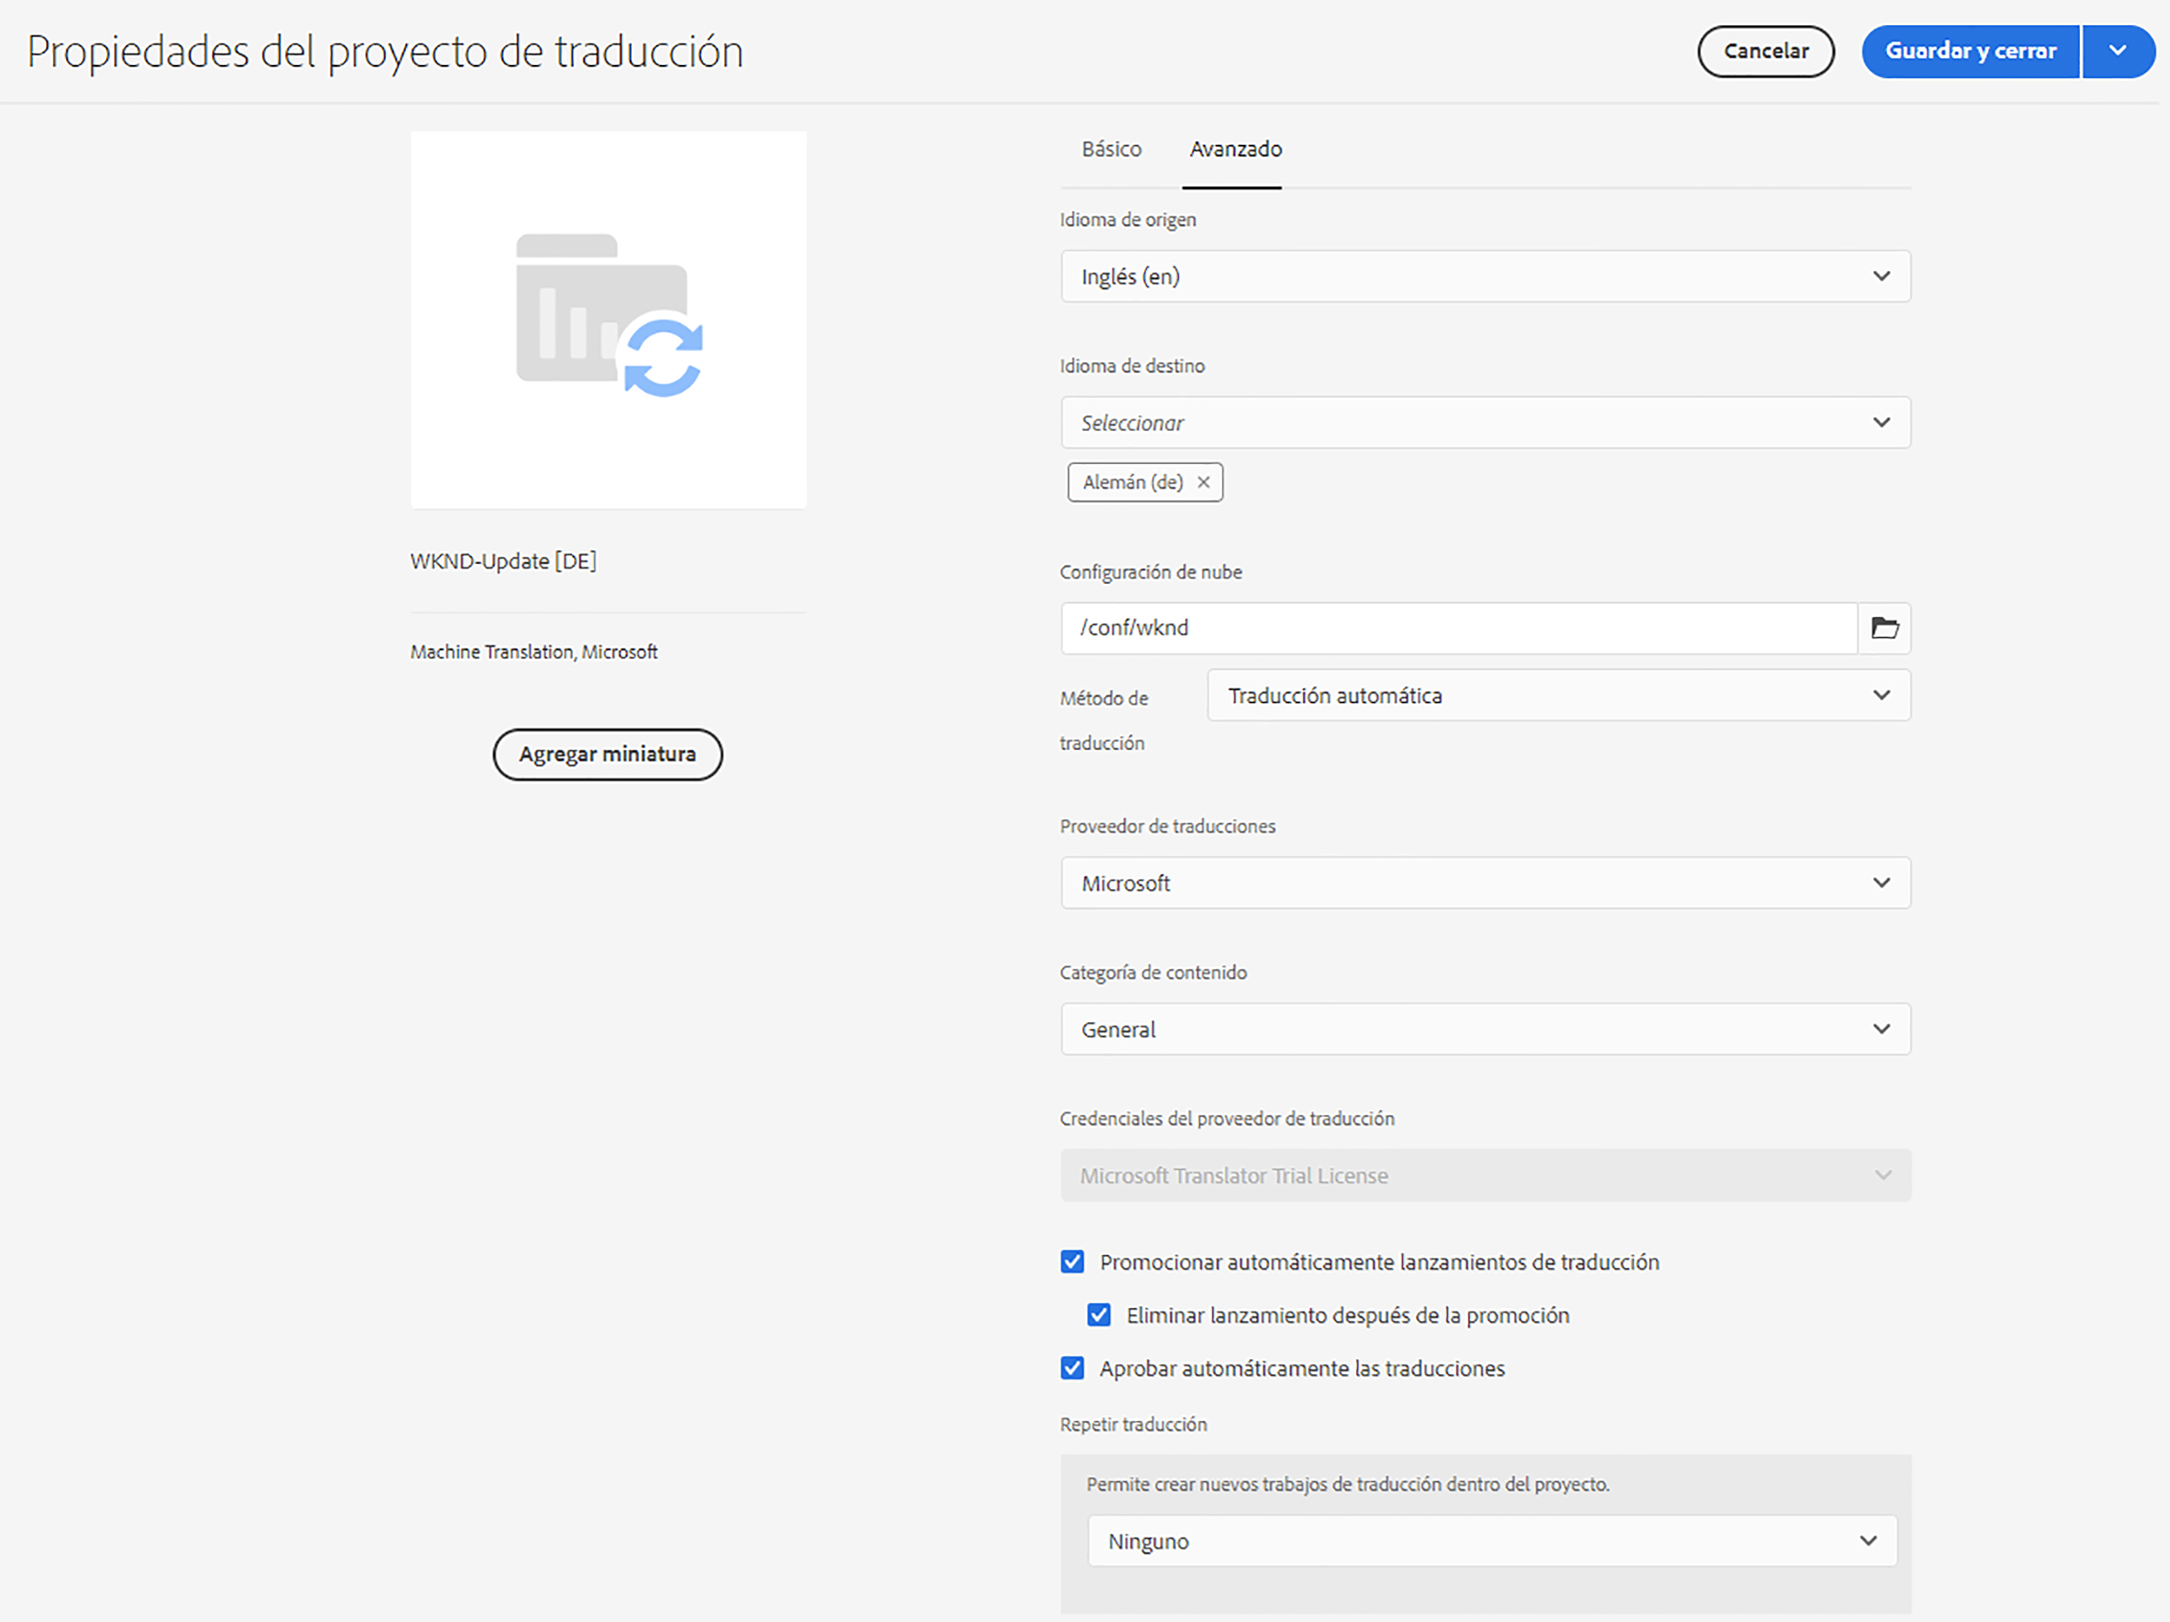 Propiedades del proyecto de traducción
Cancelar
Guardar y cerrar
WKND-Update [DE]
Machine Translation, Microsoft
Agregar miniatura
Básico
Avanzado
Idioma de origen
Inglés (en)
Idioma de destino
Seleccionar
Alemán (de)
Configuración de nube
/conf/wknd
Método de
traducción
Traducción automática
Proveedor de traducciones
Microsoft
Categoría de contenido
General
Credenciales del proveedor de traducción
Microsoft Translator Trial License
Promocionar automáticamente lanzamientos de traducción
Eliminar lanzamiento después de la promoción
Aprobar automáticamente las traducciones
Repetir traducción
Permite crear nuevos trabajos de traducción dentro del proyecto.
Ninguno